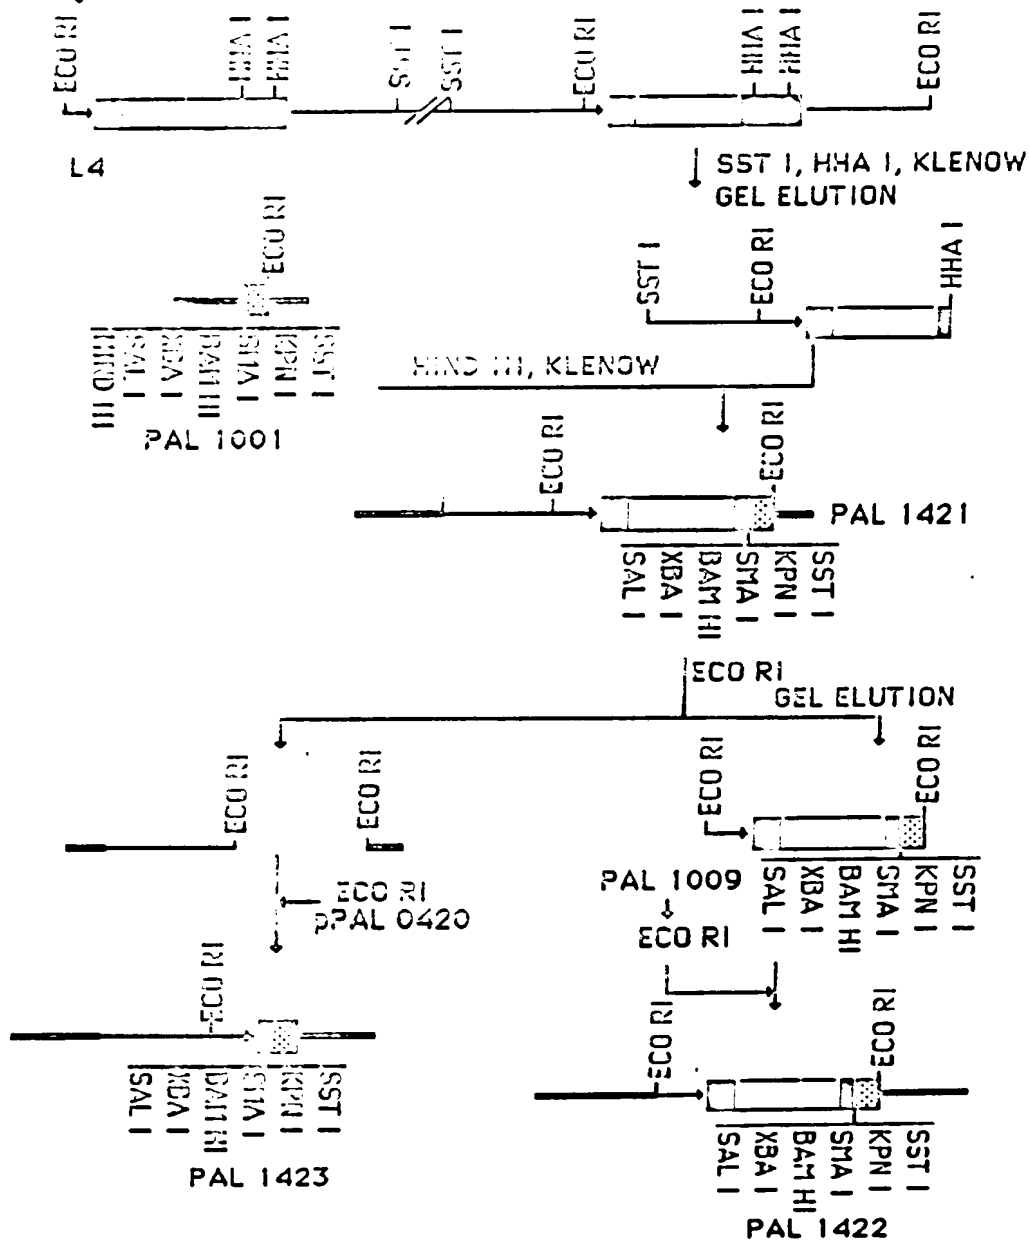 ECO RI
HHA I
HHA I
SST I
SST I
ECO RI
HHA I
HHA I
ECO RI
L4
SST I, HHA I, KLENOW
GEL ELUTION
ECO RI
HIND III
SAL I
XBA I
BAM HI
SMA I
KPN I
SST I
PAL 1001
SST I
ECO RI
HHA I
HIND III, KLENOW
ECO RI
ECO RI
PAL 1421
SAL I
XBA I
BAM HI
SMA I
KPN I
SST I
ECO RI
GEL ELUTION
ECO RI
ECO RI
ECO RI
ECO RI
SAL I
XBA I
BAM HI
SMA I
KPN I
SST I
ECO RI
pPAL 0420
PAL 1009
ECO RI
ECO RI
SAL I
XBA I
BAM HI
SMA I
KPN I
SST I
PAL 1423
ECO RI
ECO RI
SAL I
XBA I
BAM HI
SMA I
KPN I
SST I
PAL 1422